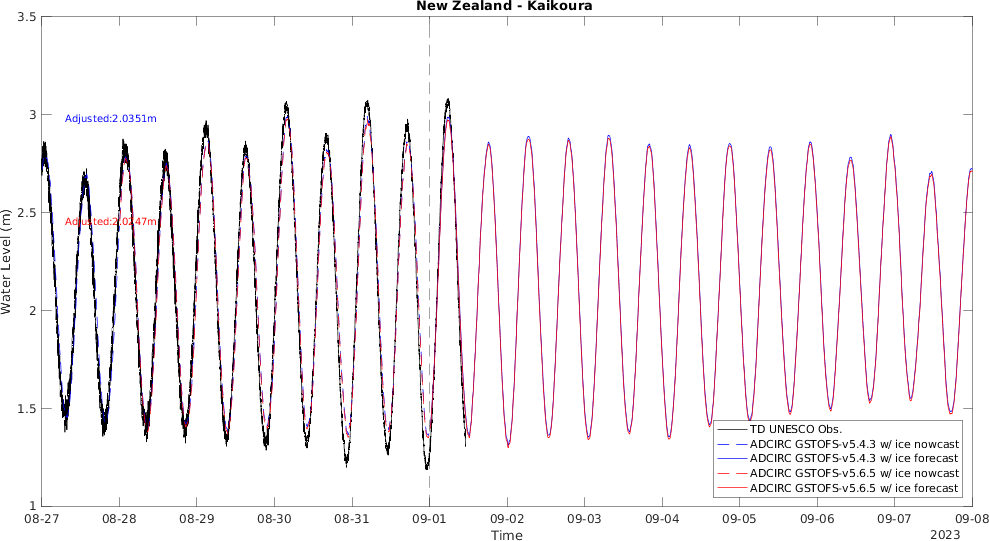 New Zealand - Kaikoura
3.5
3
2.5
2
1.5
1
Water Level (m)
Adjusted:2.0351m
Adjusted:2.0247m
TD UNESCO Obs.
ADCIRC GSTOFS-v5.4.3 w/ ice nowcast
ADCIRC GSTOFS-v5.4.3 w/ ice forecast
ADCIRC GSTOFS-v5.6.5 w/ ice nowcast
ADCIRC GSTOFS-v5.6.5 w/ ice forecast
08-27 08-28 08-29 08-30 08-31 09-01 09-02 09-03 09-04 09-05 09-06 09-07 09-08
Time
2023